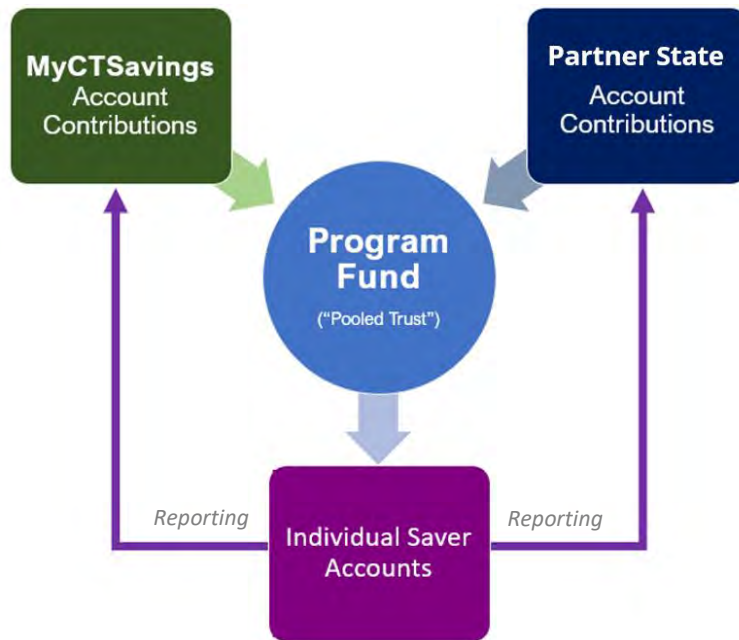 MyCTSavings
Account
Contributions
Partner State
Account
Contributions
Program
Fund
(“Pooled Trust”)
Reporting
Reporting
Individual Saver
Accounts